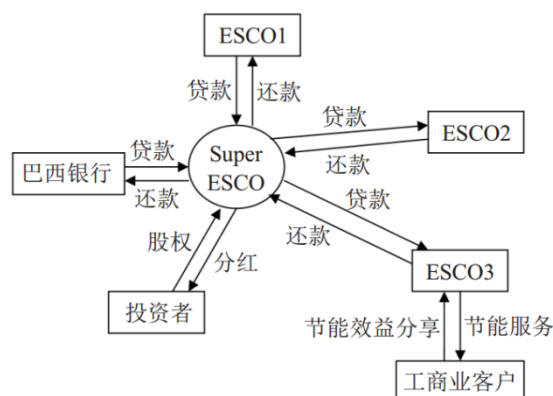 ESCO1
贷款
还款
贷款
ESCO2
还款
Super
ESCO
巴西银行
贷款
还款
贷款
还款
股权
分红
ESCO3
投资者
节能效益分享
节能服务
工商业客户